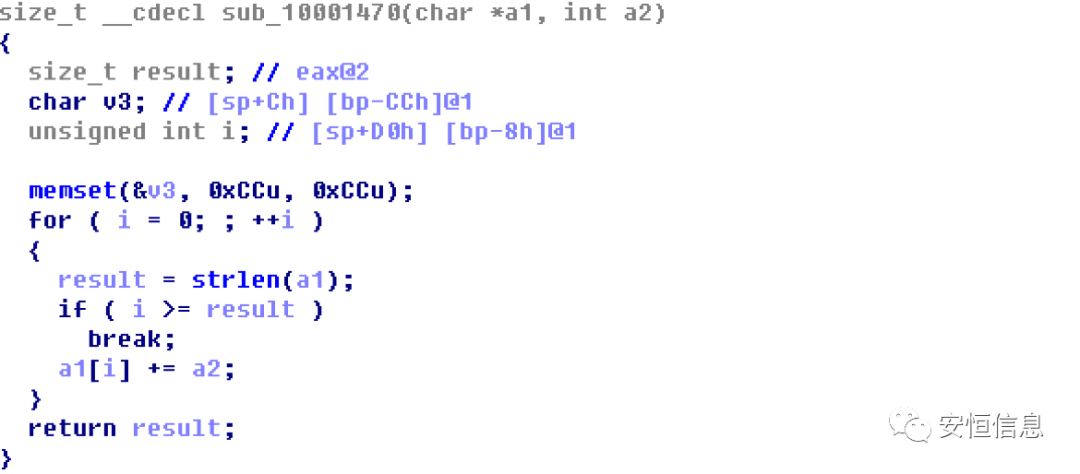 size_t __cdecl sub_10001470(char *a1, int a2)
{
  size_t result; // eax@2
  char v3; // [sp+Ch] [bp-CCh]@1
  unsigned int i; // [sp+D0h] [bp-8h]@1

  memset(&v3, 0xCCu, 0xCCu);
  for ( i = 0; ; ++i )
  {
    result = strlen(a1);
    if ( i >= result )
      break;
    a1[i] += a2;
  }
  return result;
}
安恒信息